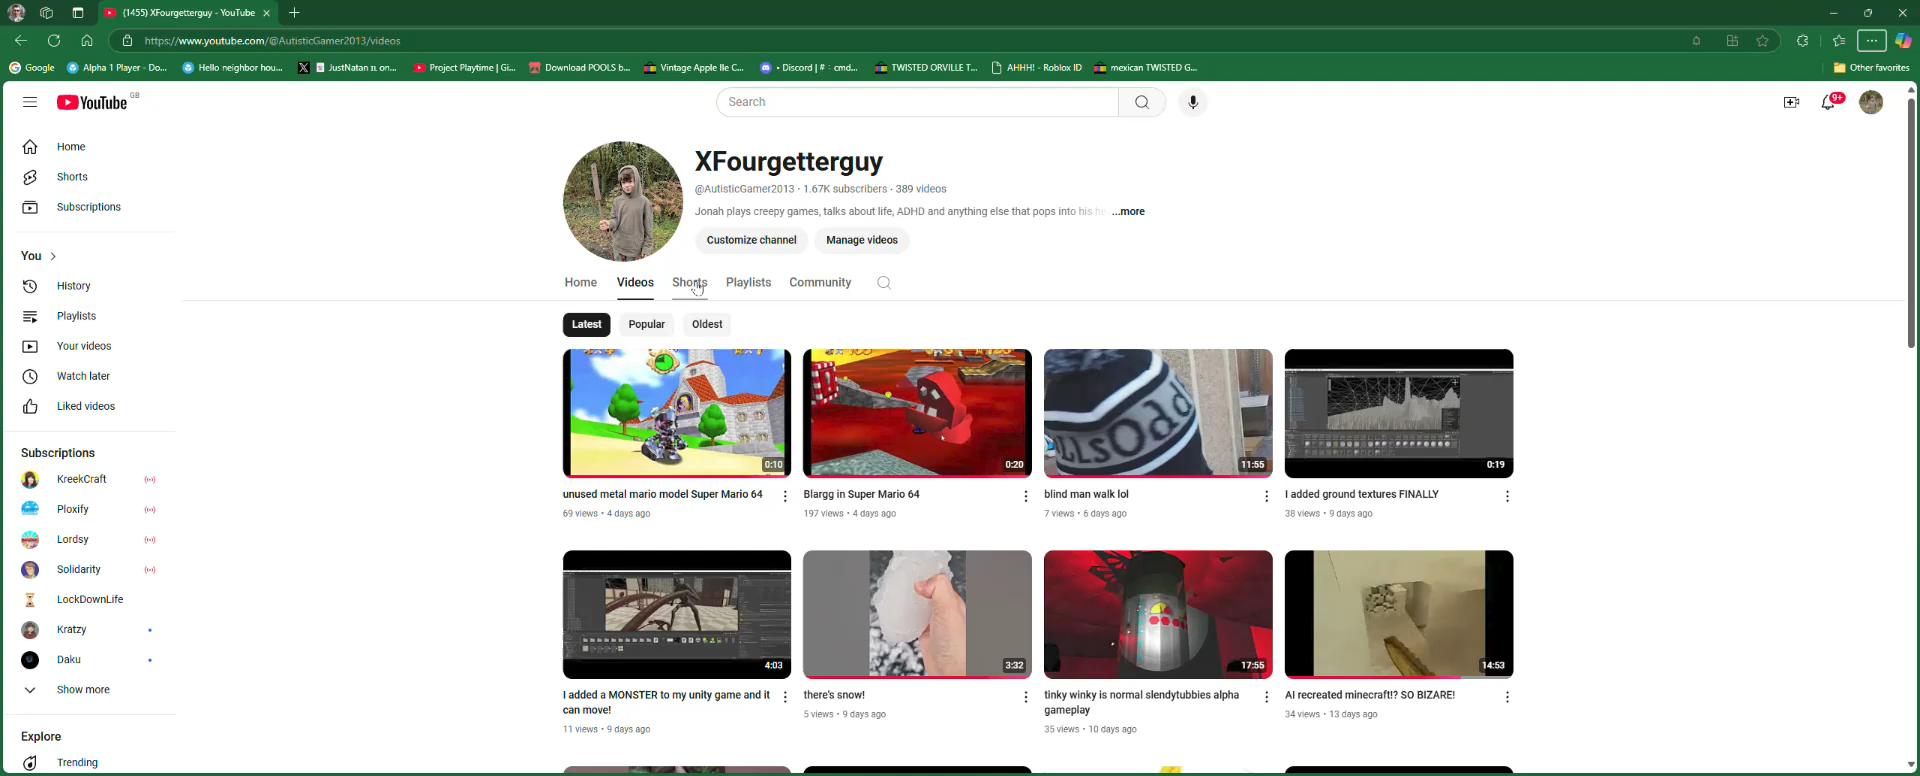 (1455) XFourgetterguy - YouTube
https://www.youtube.com/@AutisticGamer2013/videos
Google
Alpha 1 Player - Do...
Hello neighbor hou...
JustNatan וו on...
Project Playtime | Gi...
Download POOLS b...
Vintage Apple IIe C...
• Discord | # : cmd...
TWISTED ORVILLE T...
AHHH! - Roblox ID
mexican TWISTED G...
Other favorites
YouTube GB
Search
9+
Home
Shorts
Subscriptions
You
History
Playlists
Your videos
Watch later
Liked videos
Subscriptions
KreekCraft
Ploxify
Lordsy
Solidarity
LockDownLife
Kratzy
Daku
Show more
Explore
Trending
XFourgetterguy
@AutisticGamer2013 · 1.67K subscribers · 389 videos
Jonah plays creepy games, talks about life, ADHD and anything else that pops into his he ...more
Customize channel
Manage videos
Home
Videos
Shorts
Playlists
Community
Latest
Popular
Oldest
0:10
0:20
11:55
0:19
unused metal mario model Super Mario 64
69 views · 4 days ago
Blargg in Super Mario 64
197 views · 4 days ago
blind man walk lol
7 views · 6 days ago
I added ground textures FINALLY
38 views · 9 days ago
4:03
3:32
17:55
14:53
I added a MONSTER to my unity game and it
can move!
11 views · 9 days ago
there's snow!
5 views · 9 days ago
tinky winky is normal slendytubbies alpha
gameplay
35 views · 10 days ago
AI recreated minecraft!? SO BIZARE!
34 views · 13 days ago